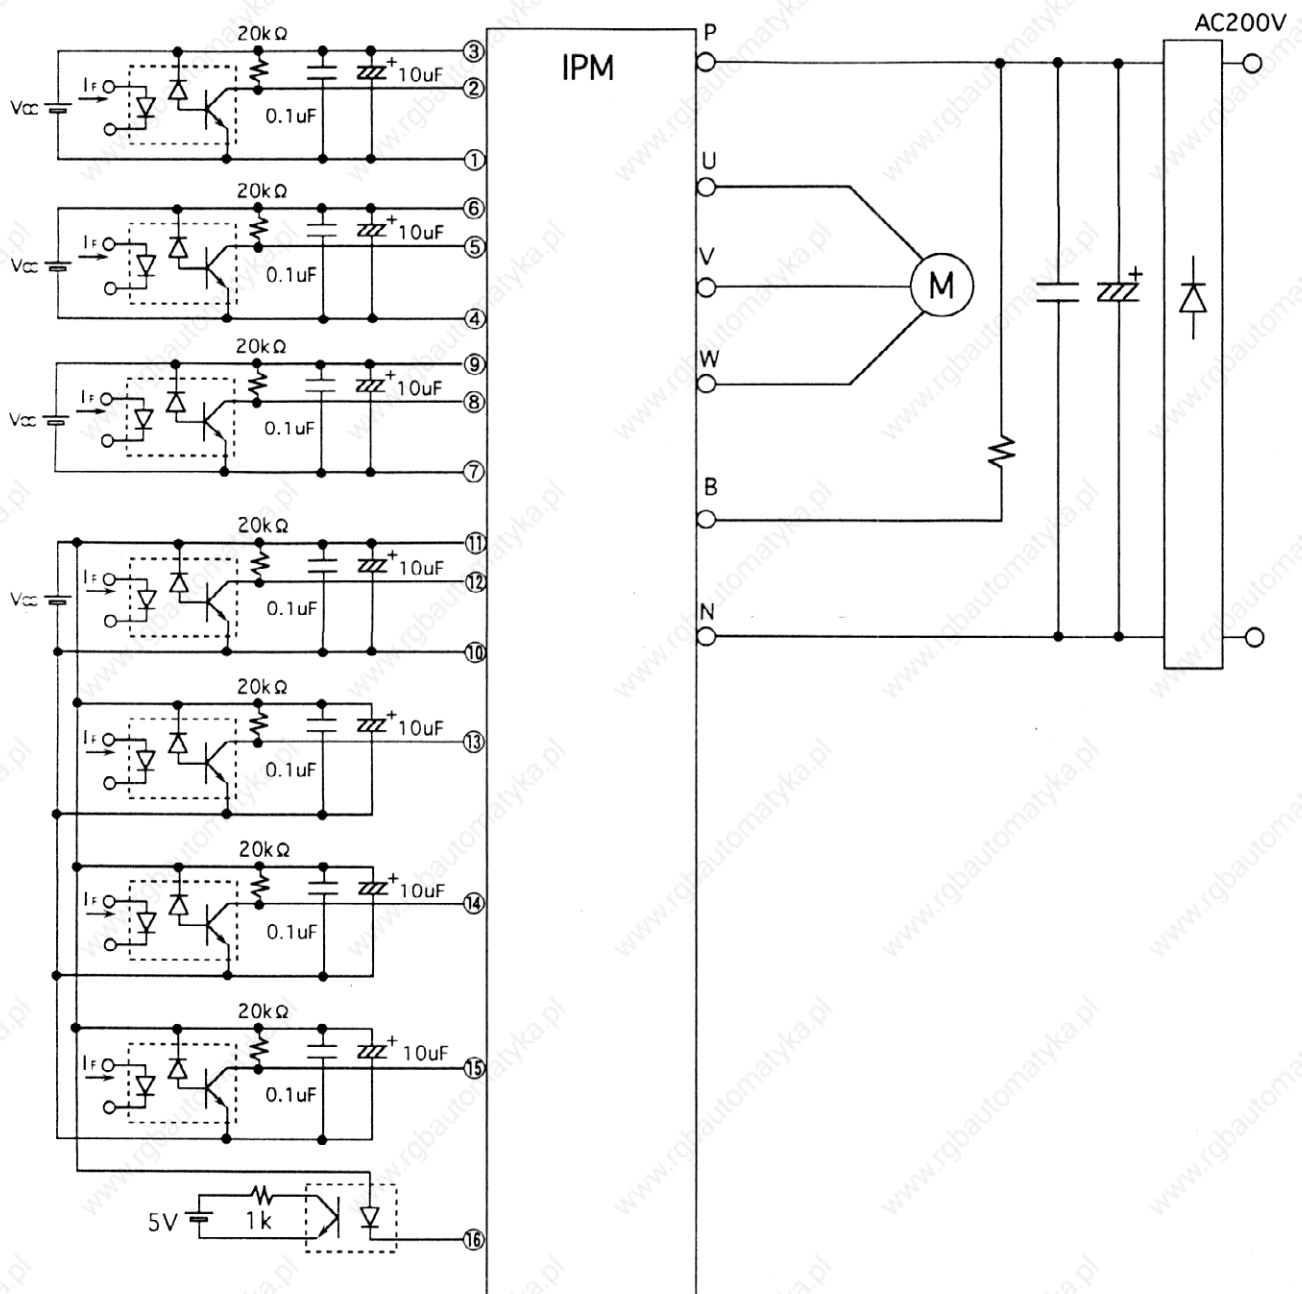 AC200V
IPM
P
U
V
W
B
N
M
20kΩ
③
Vcc
IF
+
10uF
②
0.1uF
①
20kΩ
⑥
Vcc
IF
+
10uF
⑤
0.1uF
④
20kΩ
⑨
Vcc
IF
+
10uF
⑧
0.1uF
⑦
20kΩ
⑪
Vcc
IF
+
10uF
⑫
0.1uF
⑩
20kΩ
IF
+
10uF
⑬
0.1uF
20kΩ
IF
+
10uF
⑭
0.1uF
20kΩ
IF
+
10uF
⑮
0.1uF
5V
1k
⑯
+
www.rgbautomatyka.pl